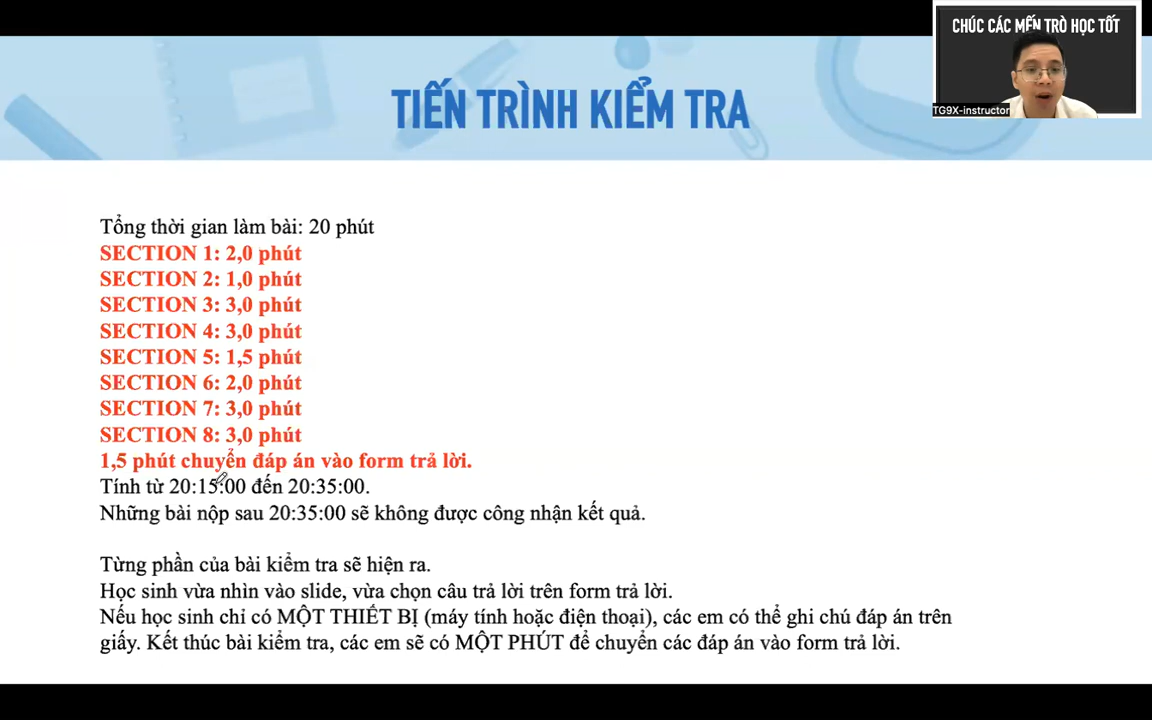 CHÚC CÁC MẾN TRÒ HỌC TỐT
TG9X-instructor
TIẾN TRÌNH KIỂM TRA
Tổng thời gian làm bài: 20 phút
SECTION 1: 2,0 phút
SECTION 2: 1,0 phút
SECTION 3: 3,0 phút
SECTION 4: 3,0 phút
SECTION 5: 1,5 phút
SECTION 6: 2,0 phút
SECTION 7: 3,0 phút
SECTION 8: 3,0 phút
1,5 phút chuyển đáp án vào form trả lời.
Tính từ 20:15:00 đến 20:35:00.
Những bài nộp sau 20:35:00 sẽ không được công nhận kết quả.
Từng phần của bài kiểm tra sẽ hiện ra.
Học sinh vừa nhìn vào slide, vừa chọn câu trả lời trên form trả lời.
Nếu học sinh chỉ có MỘT THIẾT BỊ (máy tính hoặc điện thoại), các em có thể ghi chú đáp án trên
giấy. Kết thúc bài kiểm tra, các em sẽ có MỘT PHÚT để chuyển các đáp án vào form trả lời.